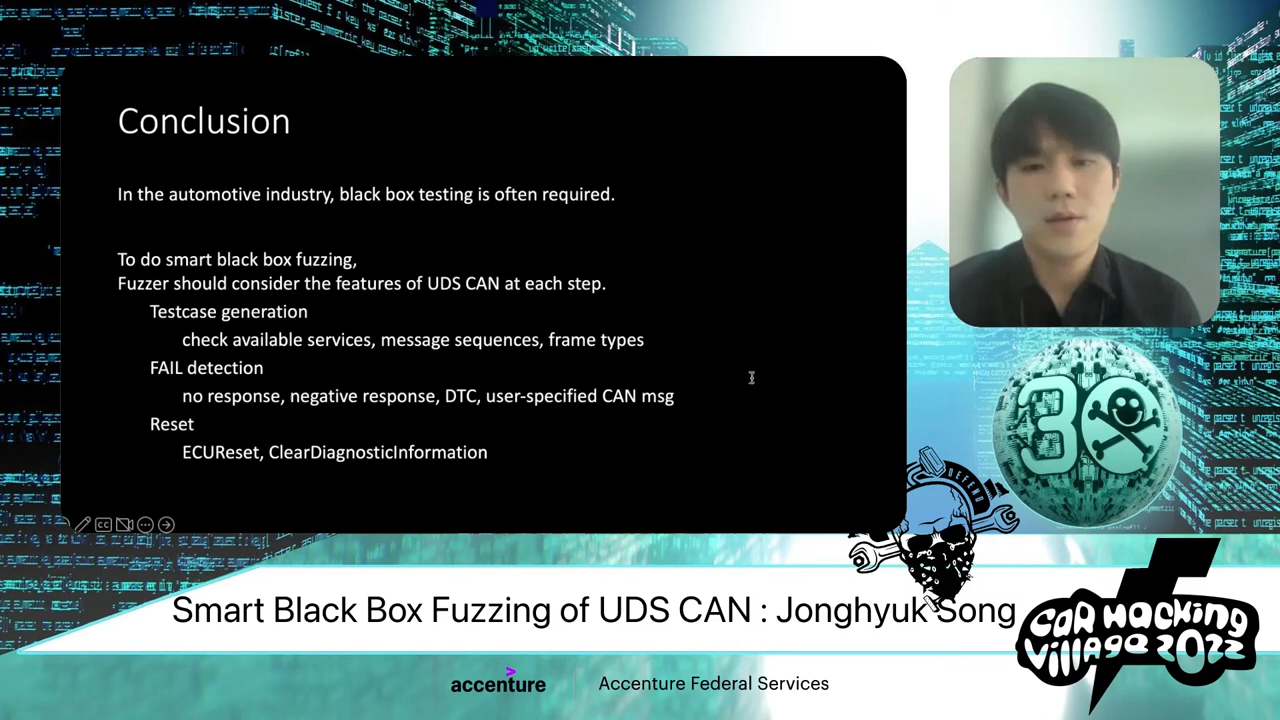 Conclusion
In the automotive industry, black box testing is often required.
To do smart black box fuzzing,
Fuzzer should consider the features of UDS CAN at each step.
Testcase generation
check available services, message sequences, frame types
FAIL detection
no response, negative response, DTC, user-specified CAN msg
Reset
ECUReset, ClearDiagnosticInformation
CC
30
DEFEND
Smart Black Box Fuzzing of UDS CAN : Jonghyuk Song
CAR HACKING
VILLAGE 2022
accenture
Accenture Federal Services